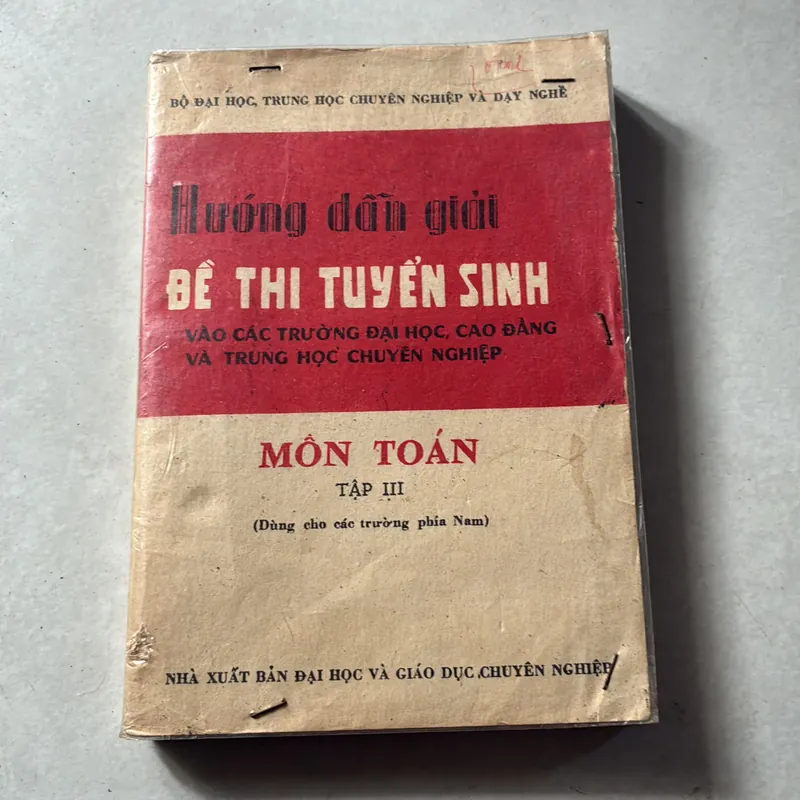 BỘ ĐẠI HỌC, TRUNG HỌC CHUYÊN NGHIỆP VÀ DẠY NGHỀ
Hướng dẫn giải
ĐỀ THI TUYỂN SINH
VÀO CÁC TRƯỜNG ĐẠI HỌC, CAO ĐẲNG
VÀ TRUNG HỌC CHUYÊN NGHIỆP
MÔN TOÁN
TẬP III
(Dùng cho các trường phía Nam)
NHÀ XUẤT BẢN ĐẠI HỌC VÀ GIÁO DỤC CHUYÊN NGHIỆP